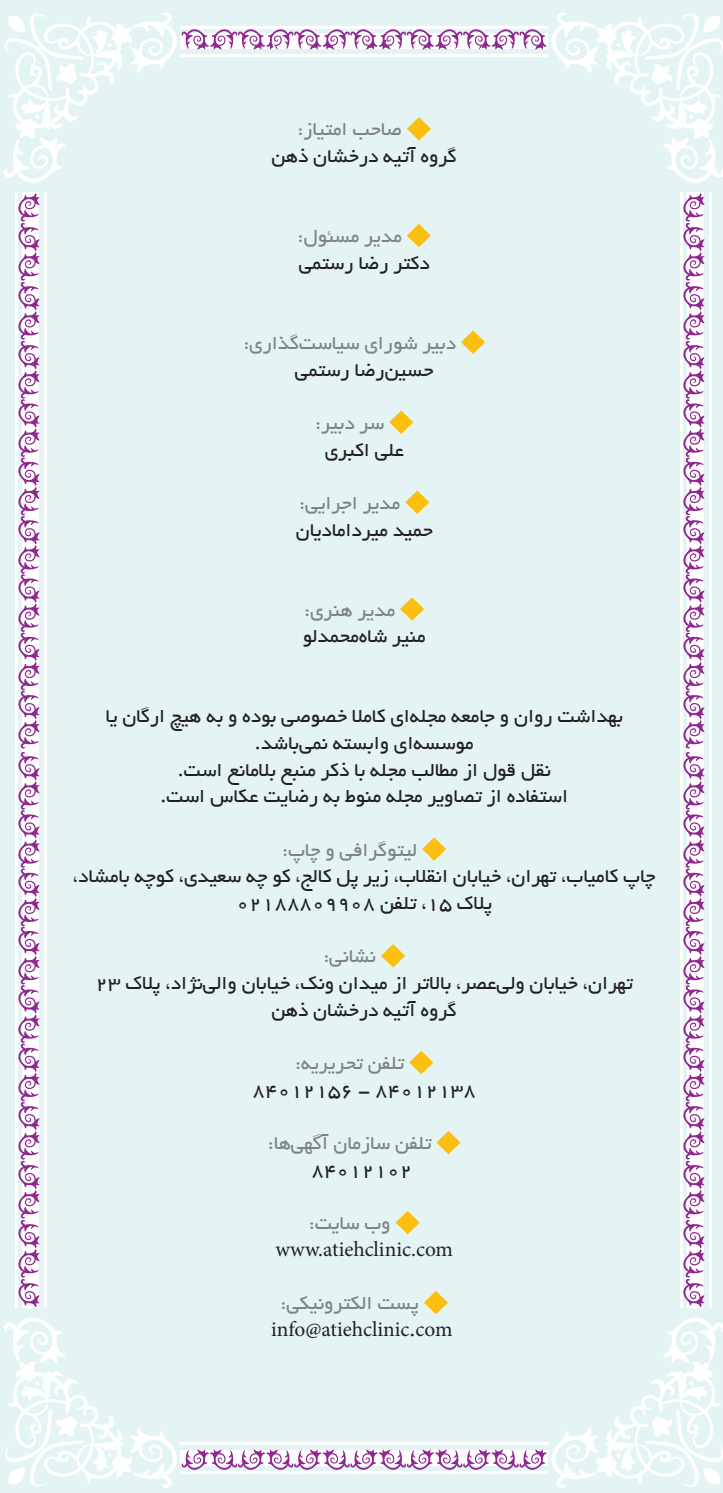 صاحب امتیاز:
گروه آتیه درخشان ذهن
مدیر مسئول:
دکتر رضا رستمی
دبیر شورای سیاست‌گذاری:
حسین‌رضا رستمی
سر دبیر:
علی اکبری
مدیر اجرایی:
حمید میردامادیان
مدیر هنری:
منیر شاه‌محمدلو
بهداشت روان و جامعه مجله‌ای کاملا خصوصی بوده و به هیچ ارگان یا
موسسه‌ای وابسته نمی‌باشد.
نقل قول از مطالب مجله با ذکر منبع بلامانع است.
استفاده از تصاویر مجله منوط به رضایت عکاس است.
لیتوگرافی و چاپ:
چاپ کامیاب، تهران، خیابان انقلاب، زیر پل کالج، کو چه سعیدی، کوچه بامشاد،
پلاک ۱۵، تلفن ۰۲۱۸۸۸۰۹۹۰۸
نشانی:
تهران، خیابان ولی‌عصر، بالاتر از میدان ونک، خیابان والی‌نژاد، پلاک ۲۳
گروه آتیه درخشان ذهن
تلفن تحریریه:
۸۴۰۱۲۱۳۸ – ۸۴۰۱۲۱۵۶
تلفن سازمان آگهی‌ها:
۸۴۰۱۲۱۰۲
وب سایت:
www.atiehclinic.com
پست الکترونیکی:
info@atiehclinic.com